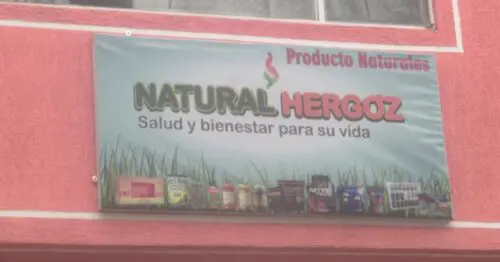 Producto Naturales
NATURAL HERGOZ
Salud y bienestar para su vida